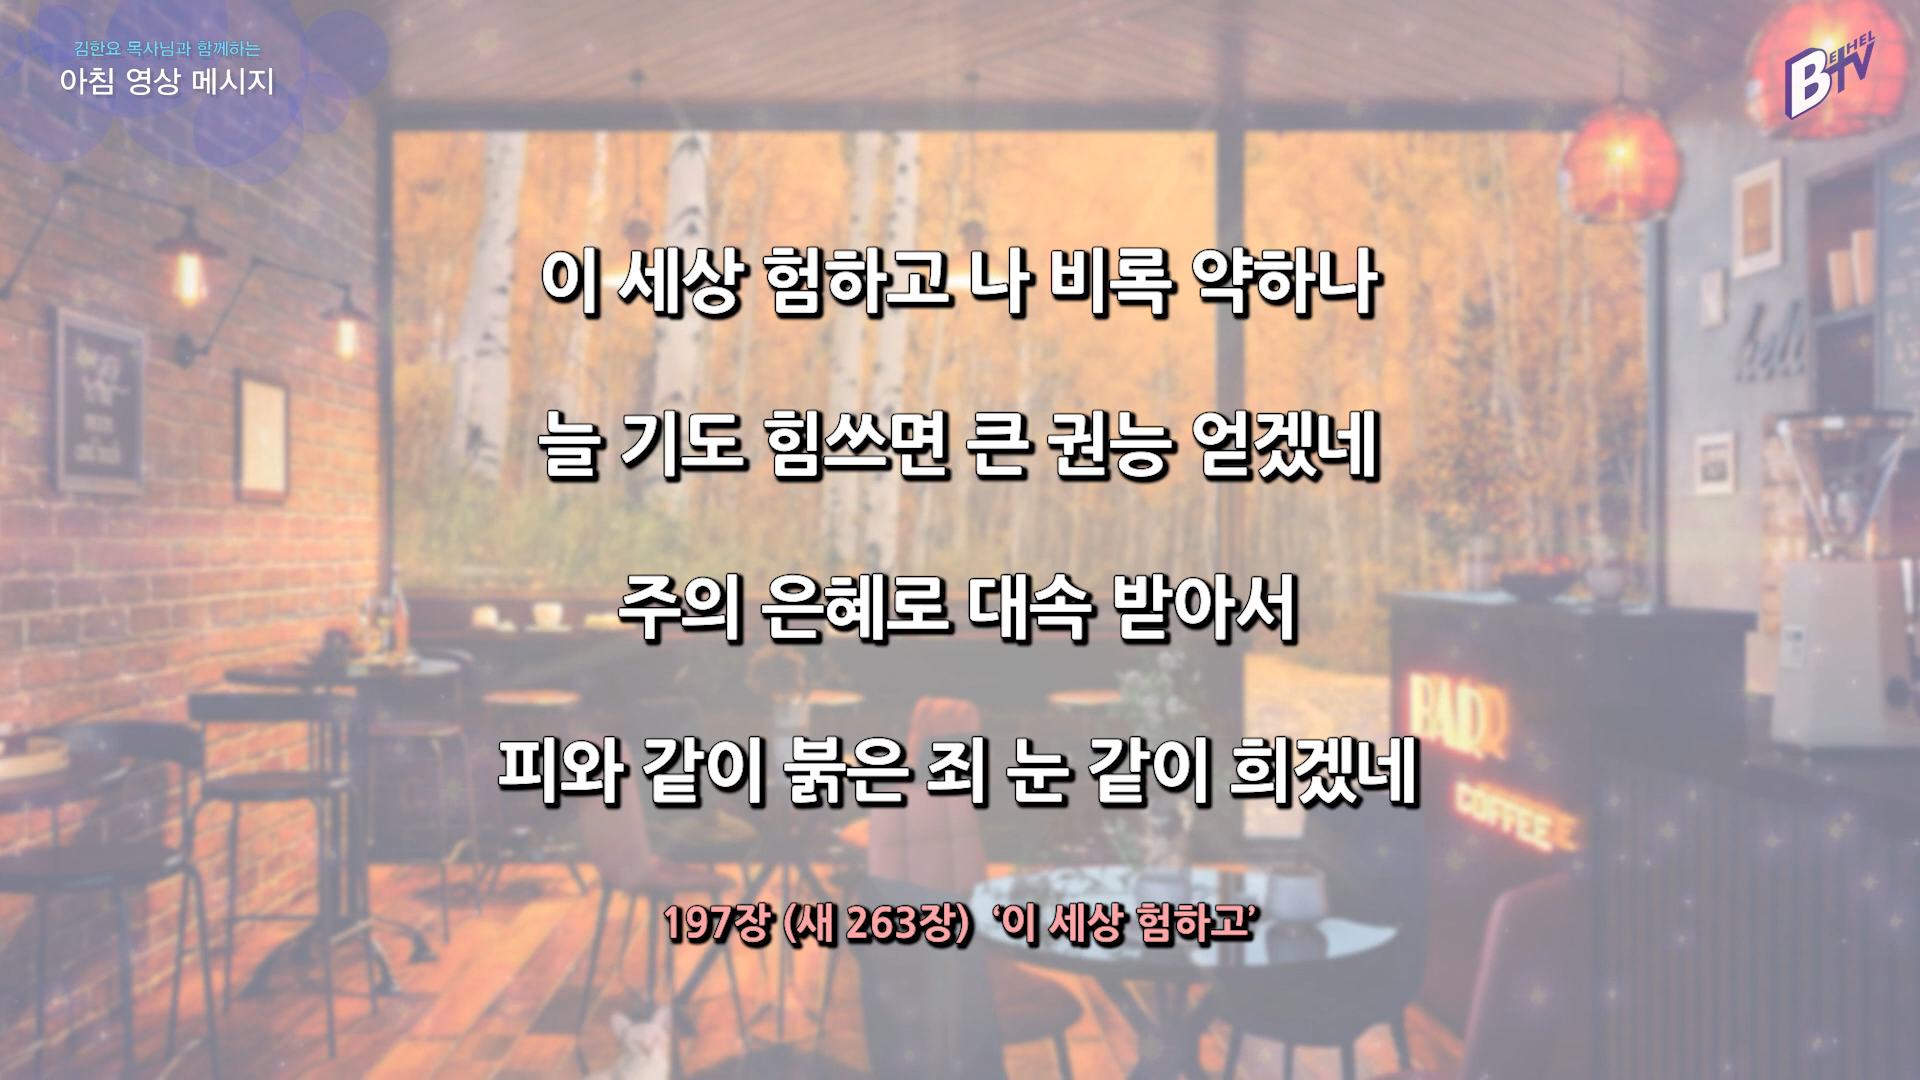 김한요 목사님과 함께하는
아침 영상 메시지
BETHEL
TV
이 세상 험하고 나 비록 약하나
늘 기도 힘쓰면 큰 권능 얻겠네
주의 은혜로 대속 받아서
피와 같이 붉은 죄 눈 같이 희겠네
COFFEE
197장 (새 263장) ‘이 세상 험하고’